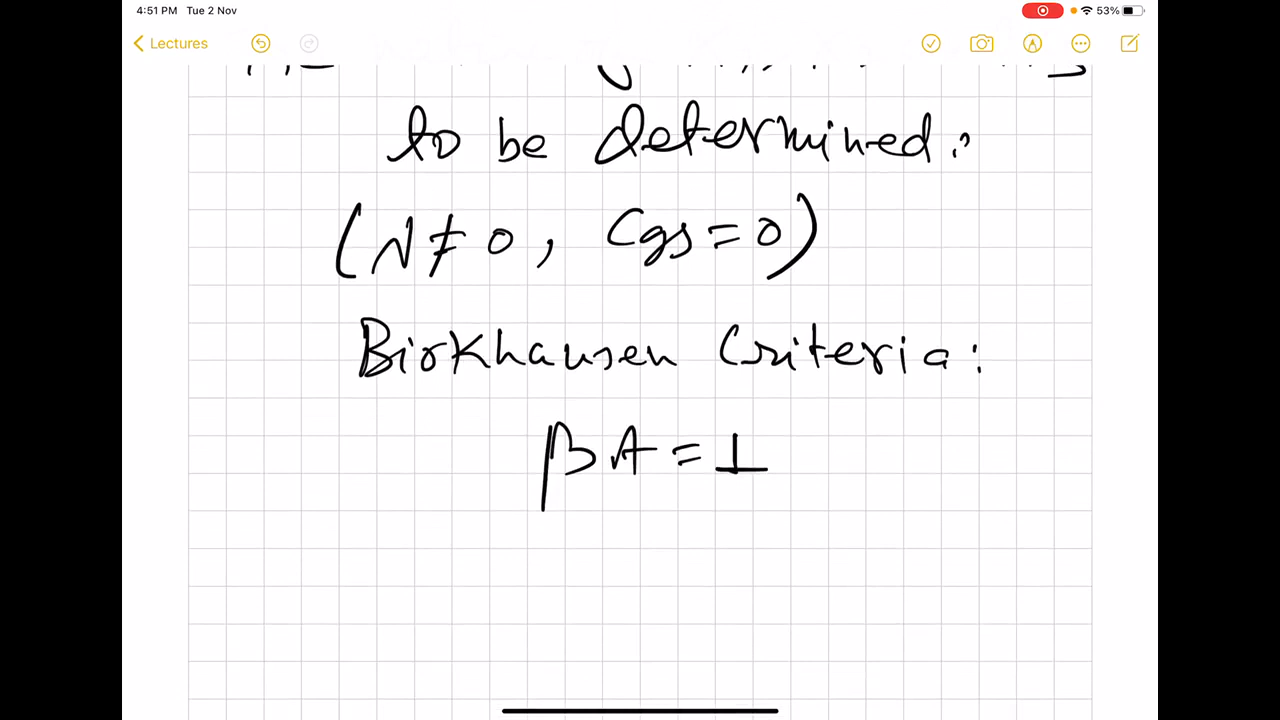 4:51 PM Tue 2 Nov
53%
Lectures
to be determined.
(λ ≠ 0, Cgs = 0)
Birkhausen Criteria:
βA = 1